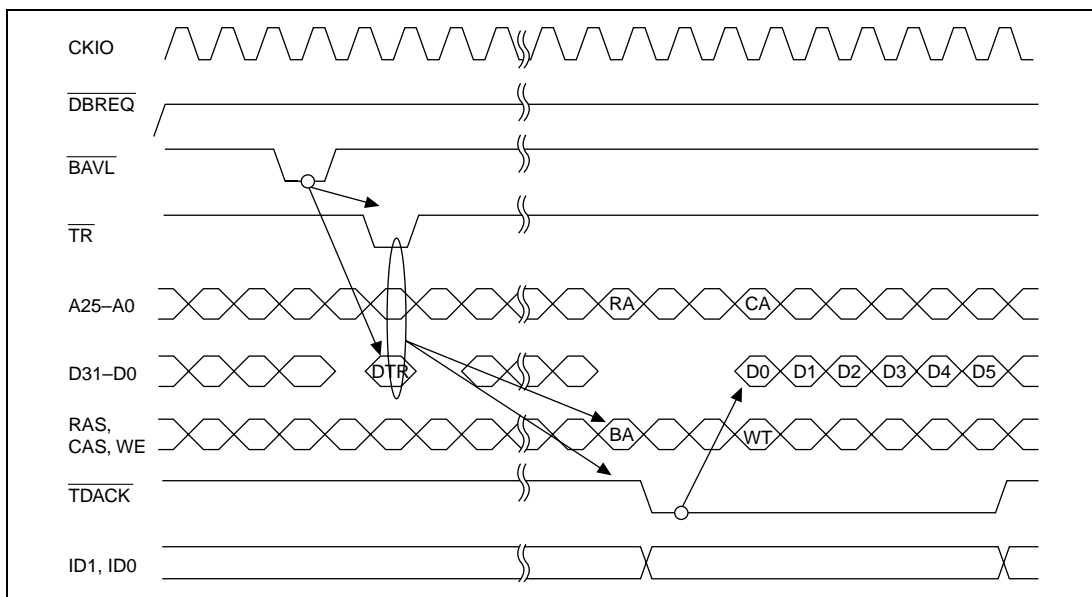 CKIO
DBREQ
BAVL
TR
A25–A0 RA CA
D31–D0 DTR D0 D1 D2 D3 D4 D5
RAS,
CAS, WE BA WT
TDACK
ID1, ID0